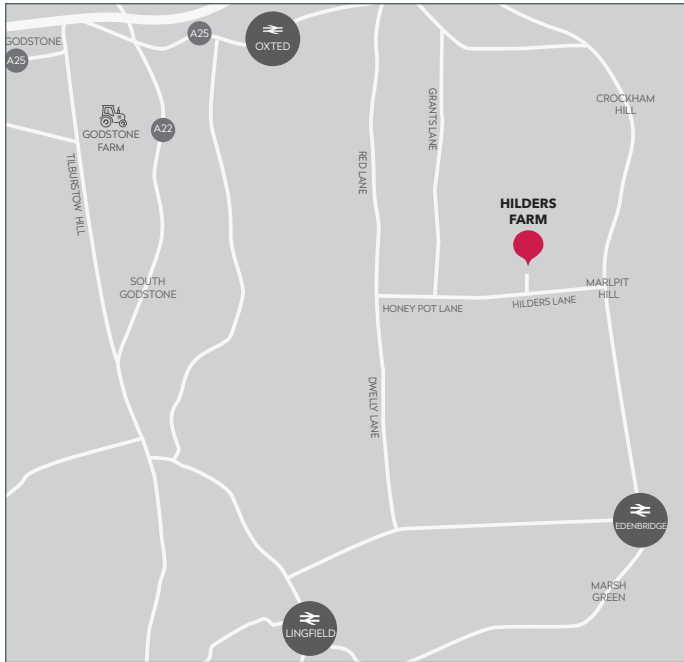 GODSTONE
A25
A25
OXTED
GODSTONE
FARM
A22
TILBURSTOW HILL
SOUTH
GODSTONE
RED LANE
GRANTS LANE
CROCKHAM
HILL
HILDERS
FARM
MARLPIT
HILL
HONEY POT LANE
HILDERS LANE
DWELLY LANE
EDENBRIDGE
MARSH
GREEN
LINGFIELD